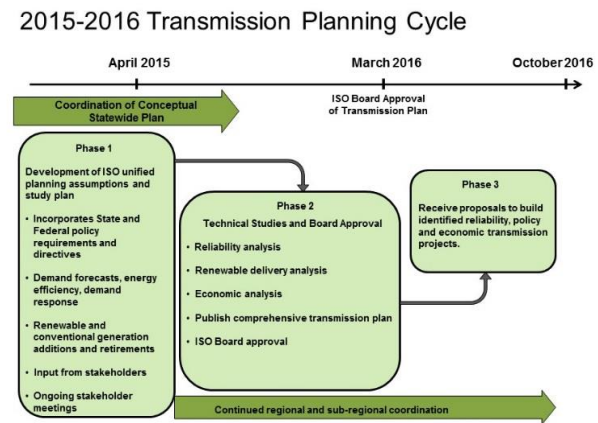 2015-2016 Transmission Planning Cycle
April 2015
March 2016
October 2016
Coordination of Conceptual
Statewide Plan
ISO Board Approval
of Transmission Plan
Phase 1
Development of ISO unified
planning assumptions and
study plan
• Incorporates State and
Federal policy
requirements and
directives
• Demand forecasts, energy
efficiency, demand
response
• Renewable and
conventional generation
additions and retirements
• Input from stakeholders
• Ongoing stakeholder
meetings
Phase 2
Technical Studies and Board Approval
• Reliability analysis
• Renewable delivery analysis
• Economic analysis
• Publish comprehensive transmission plan
• ISO Board approval
Phase 3
Receive proposals to build
identified reliability, policy
and economic transmission
projects.
Continued regional and sub-regional coordination